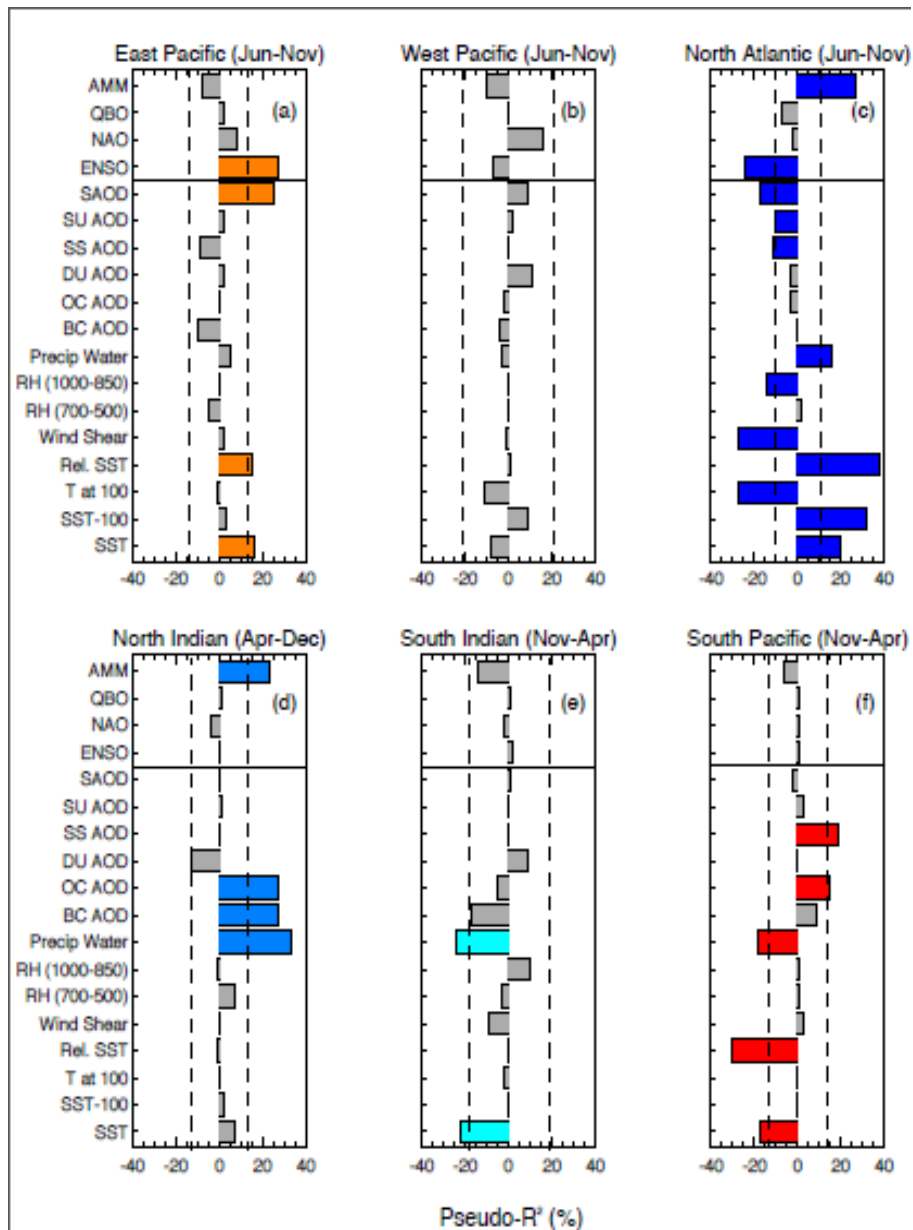 East Pacific (Jun-Nov) West Pacific (Jun-Nov) North Atlantic (Jun-Nov)
AMM
(a) (b) (c)
QBO
NAO
ENSO
SAOD
SU AOD
SS AOD
DU AOD
OC AOD
BC AOD
Precip Water
RH (1000-850)
RH (700-500)
Wind Shear
Rel. SST
T at 100
SST-100
SST
-40 -20 0 20 40 -40 -20 0 20 40 -40 -20 0 20 40
North Indian (Apr-Dec) South Indian (Nov-Apr) South Pacific (Nov-Apr)
AMM
QBO (d) (e) (f)
NAO
ENSO
SAOD
SU AOD
SS AOD
DU AOD
OC AOD
BC AOD
Precip Water
RH (1000-850)
RH (700-500)
Wind Shear
Rel. SST
T at 100
SST-100
SST
-40 -20 0 20 40 -40 -20 0 20 40 -40 -20 0 20 40
Pseudo-R² (%)